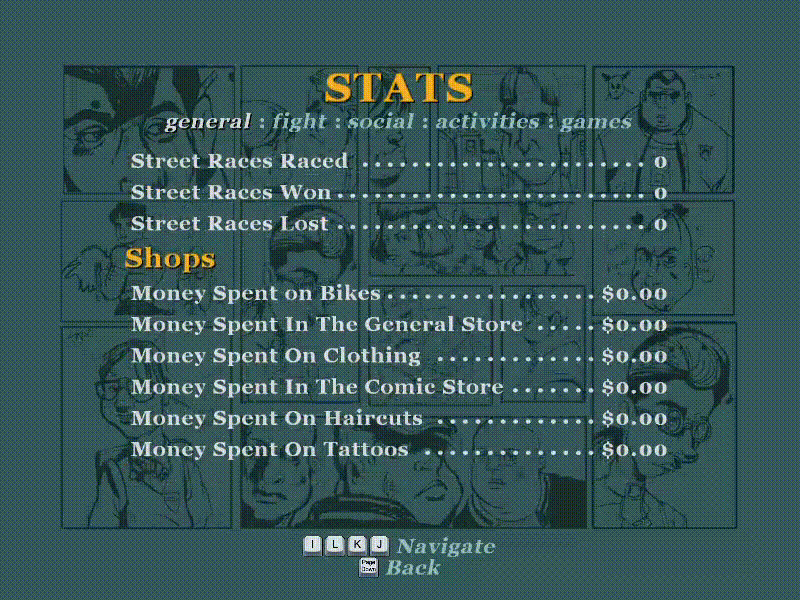 STATS
general : fight : social : activities : games
Street Races Raced ....................... 0
Street Races Won ......................... 0
Street Races Lost ......................... 0
Shops
Money Spent on Bikes ................. $0.00
Money Spent In The General Store ..... $0.00
Money Spent On Clothing ............. $0.00
Money Spent In The Comic Store ....... $0.00
Money Spent On Haircuts ............. $0.00
Money Spent On Tattoos .............. $0.00
I L K J Navigate
Page Down Back